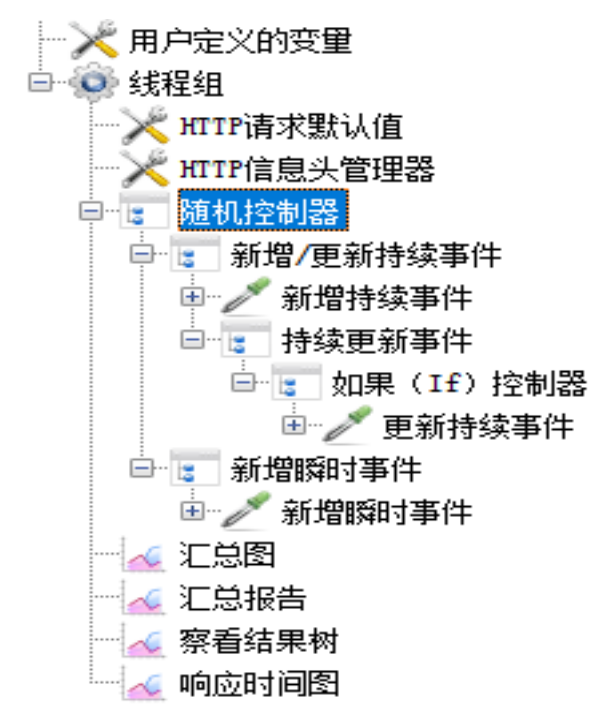 用户定义的变量
线程组
HTTP请求默认值
HTTP信息头管理器
随机控制器
新增/更新持续事件
新增持续事件
持续更新事件
如果（If）控制器
更新持续事件
新增瞬时事件
新增瞬时事件
汇总图
汇总报告
察看结果树
响应时间图